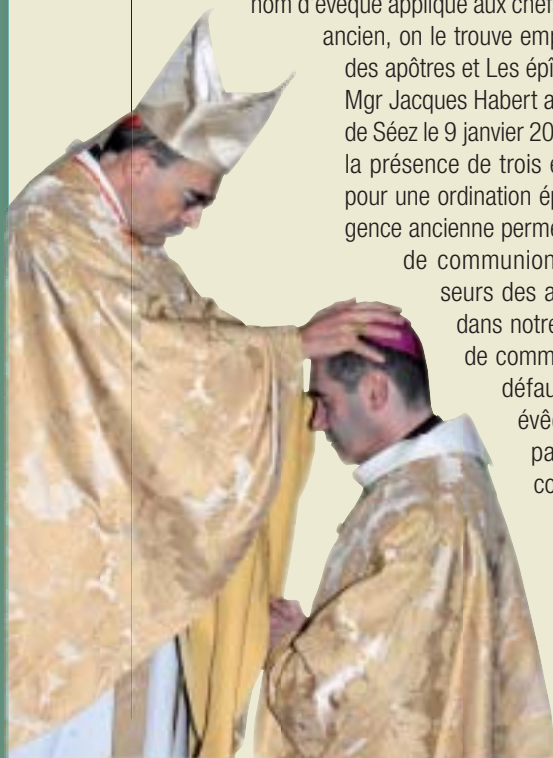 nom d'évêque appliqué aux chef
ancien, on le trouve emp
des apôtres et Les épî
Mgr Jacques Habert a
de Séez le 9 janvier 20
la présence de trois é
pour une ordination ép
gence ancienne perme
de communion
seurs des a
dans notre
de comm
défau
évê
pa
co